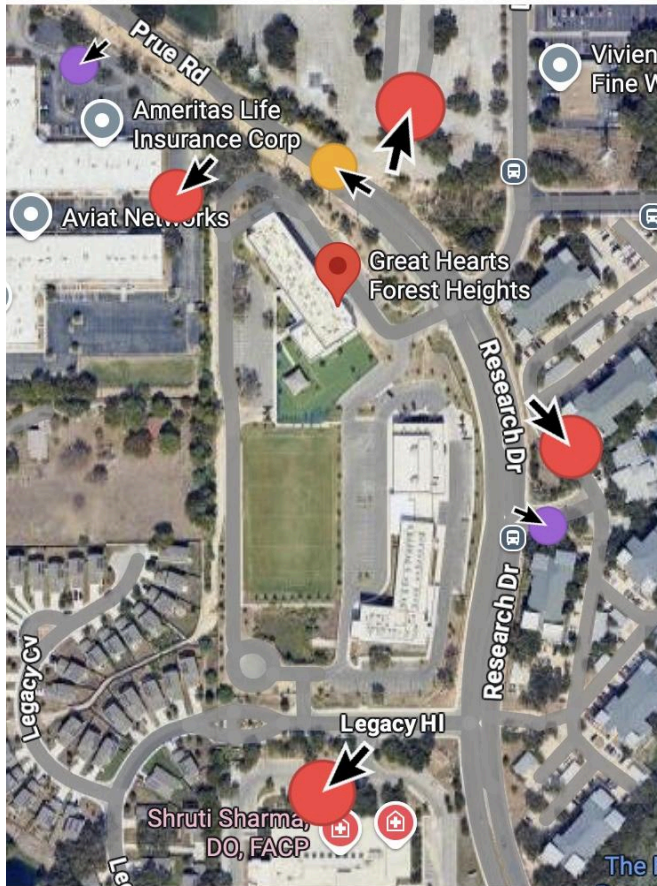 Prue Rd
Vivien
Fine W
Ameritas Life
Insurance Corp
Aviat Networks
Great Hearts
Forest Heights
Research Dr
Research Dr
Legacy Cv
Legacy Hl
Shruti Sharma,
DO, FACP
Leg
The